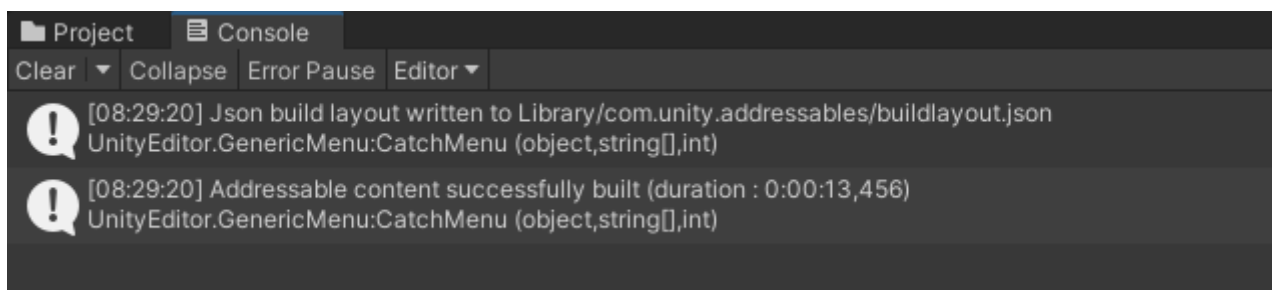 Project Console
Clear Collapse Error Pause Editor
[08:29:20] Json build layout written to Library/com.unity.addressables/buildlayout.json
UnityEditor.GenericMenu:CatchMenu (object,string[],int)
[08:29:20] Addressable content successfully built (duration : 0:00:13,456)
UnityEditor.GenericMenu:CatchMenu (object,string[],int)